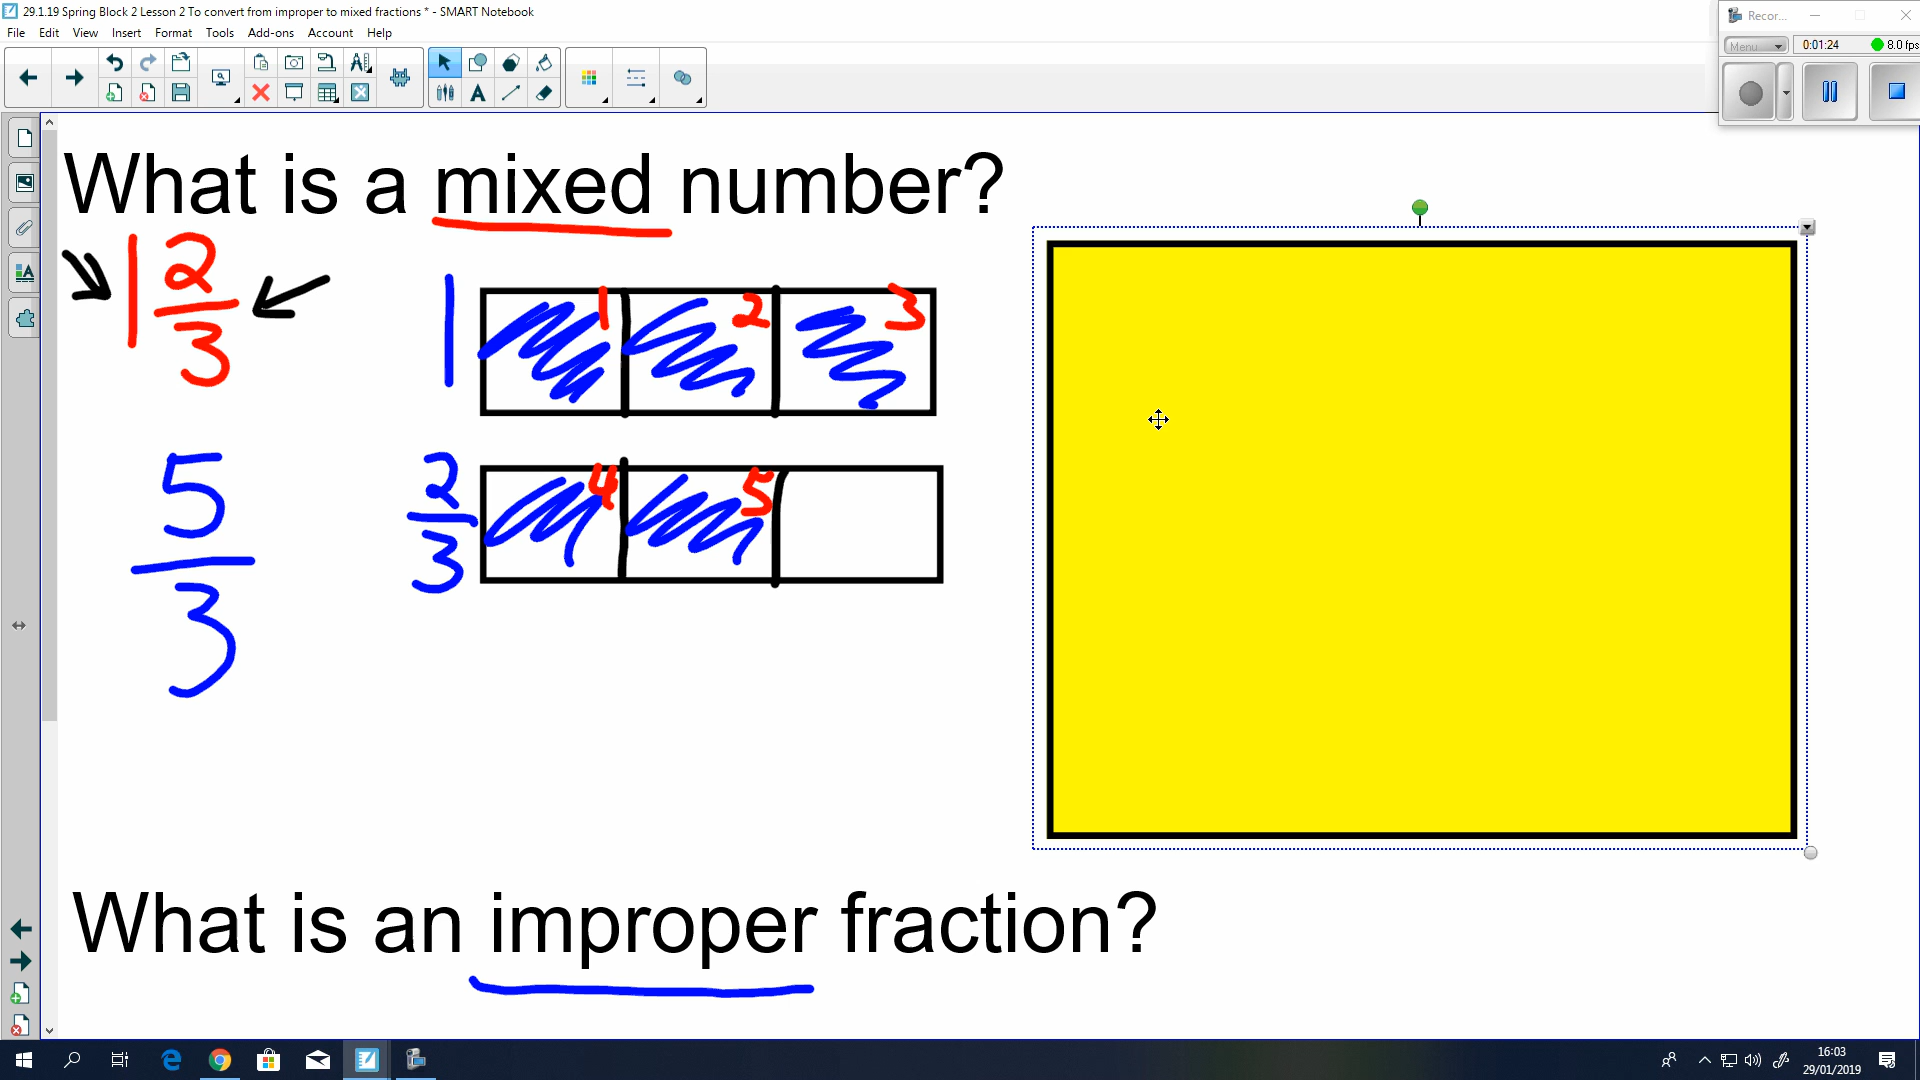 29.1.19 Spring Block 2 Lesson 2 To convert from improper to mixed fractions * - SMART Notebook
File Edit View Insert Format Tools Add-ons Account Help
Recor...
Menu 0:01:24 8.0 fps
What is a mixed number?
1 2/3
1
1 2 3
5/3
2/3
4 5
What is an improper fraction?
16:03
29/01/2019